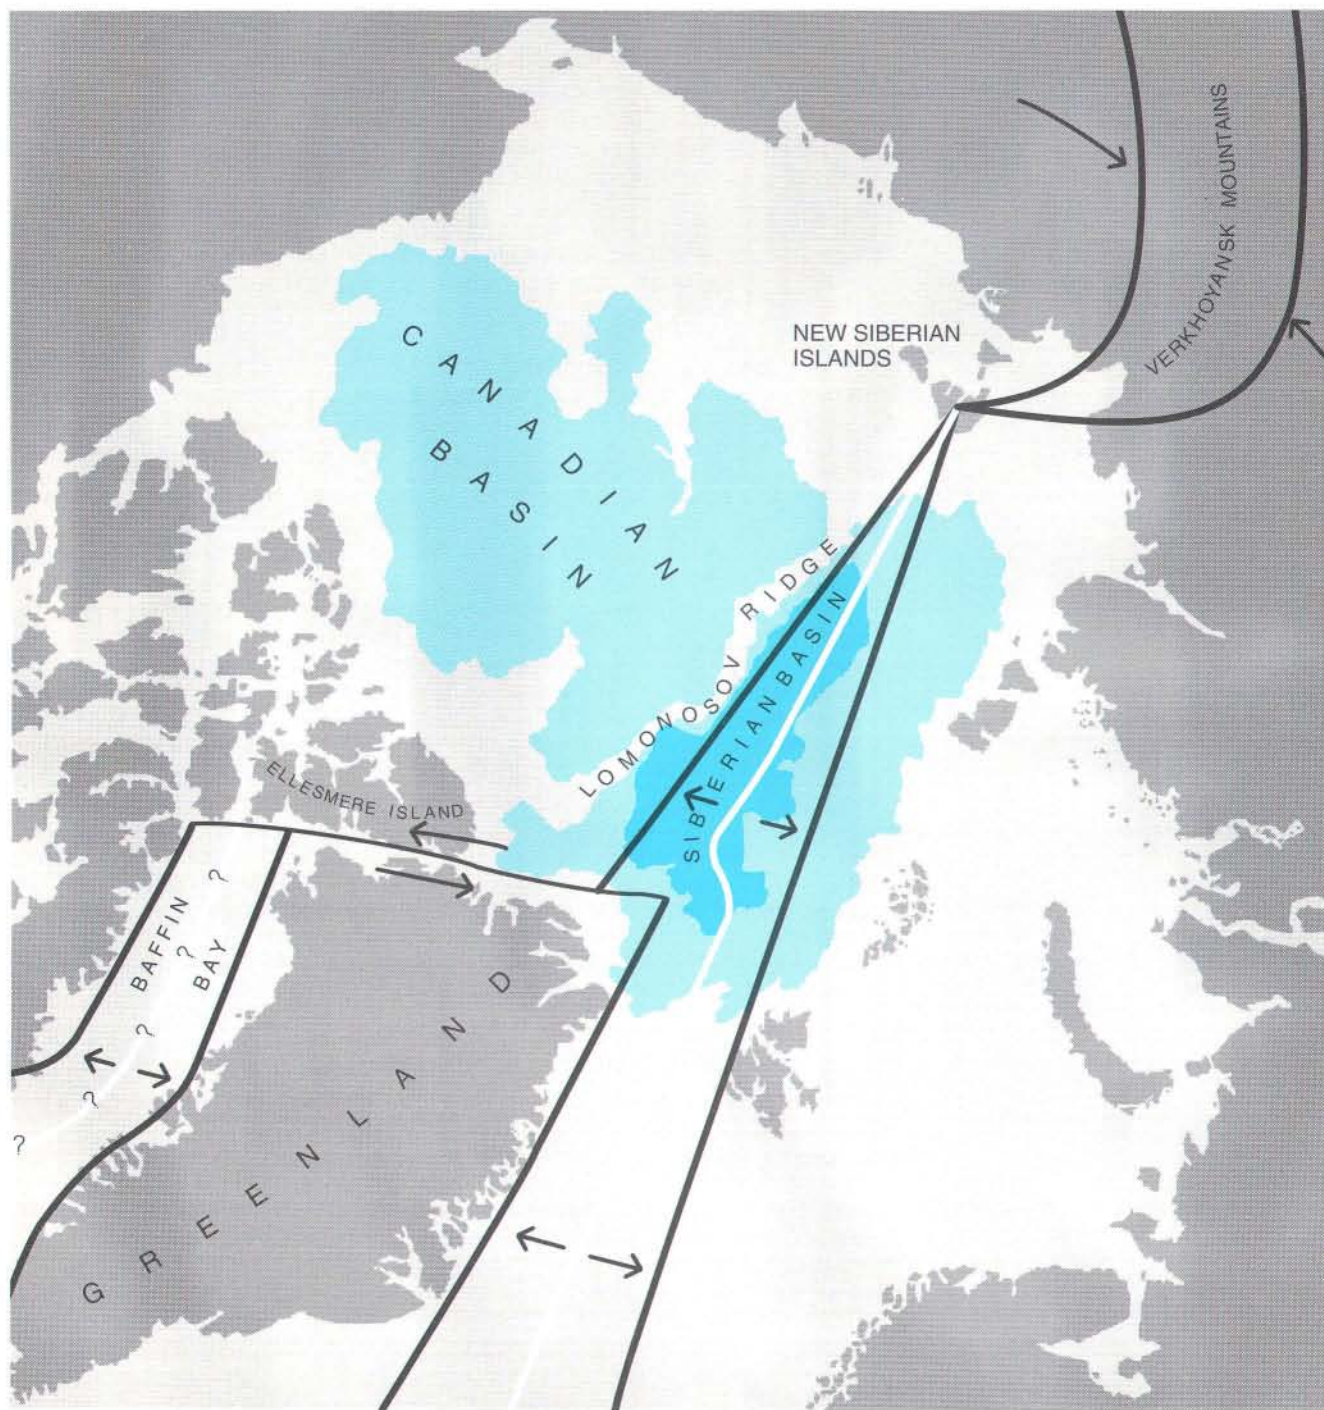 VERKHOYANSK MOUNTAINS
NEW SIBERIAN
ISLANDS
CANADIAN
BASIN
LOMONOSOV RIDGE
SIBERIAN BASIN
ELLESMERE ISLAND
BAFFIN
BAY
?
?
?
?
?
GREENLAND